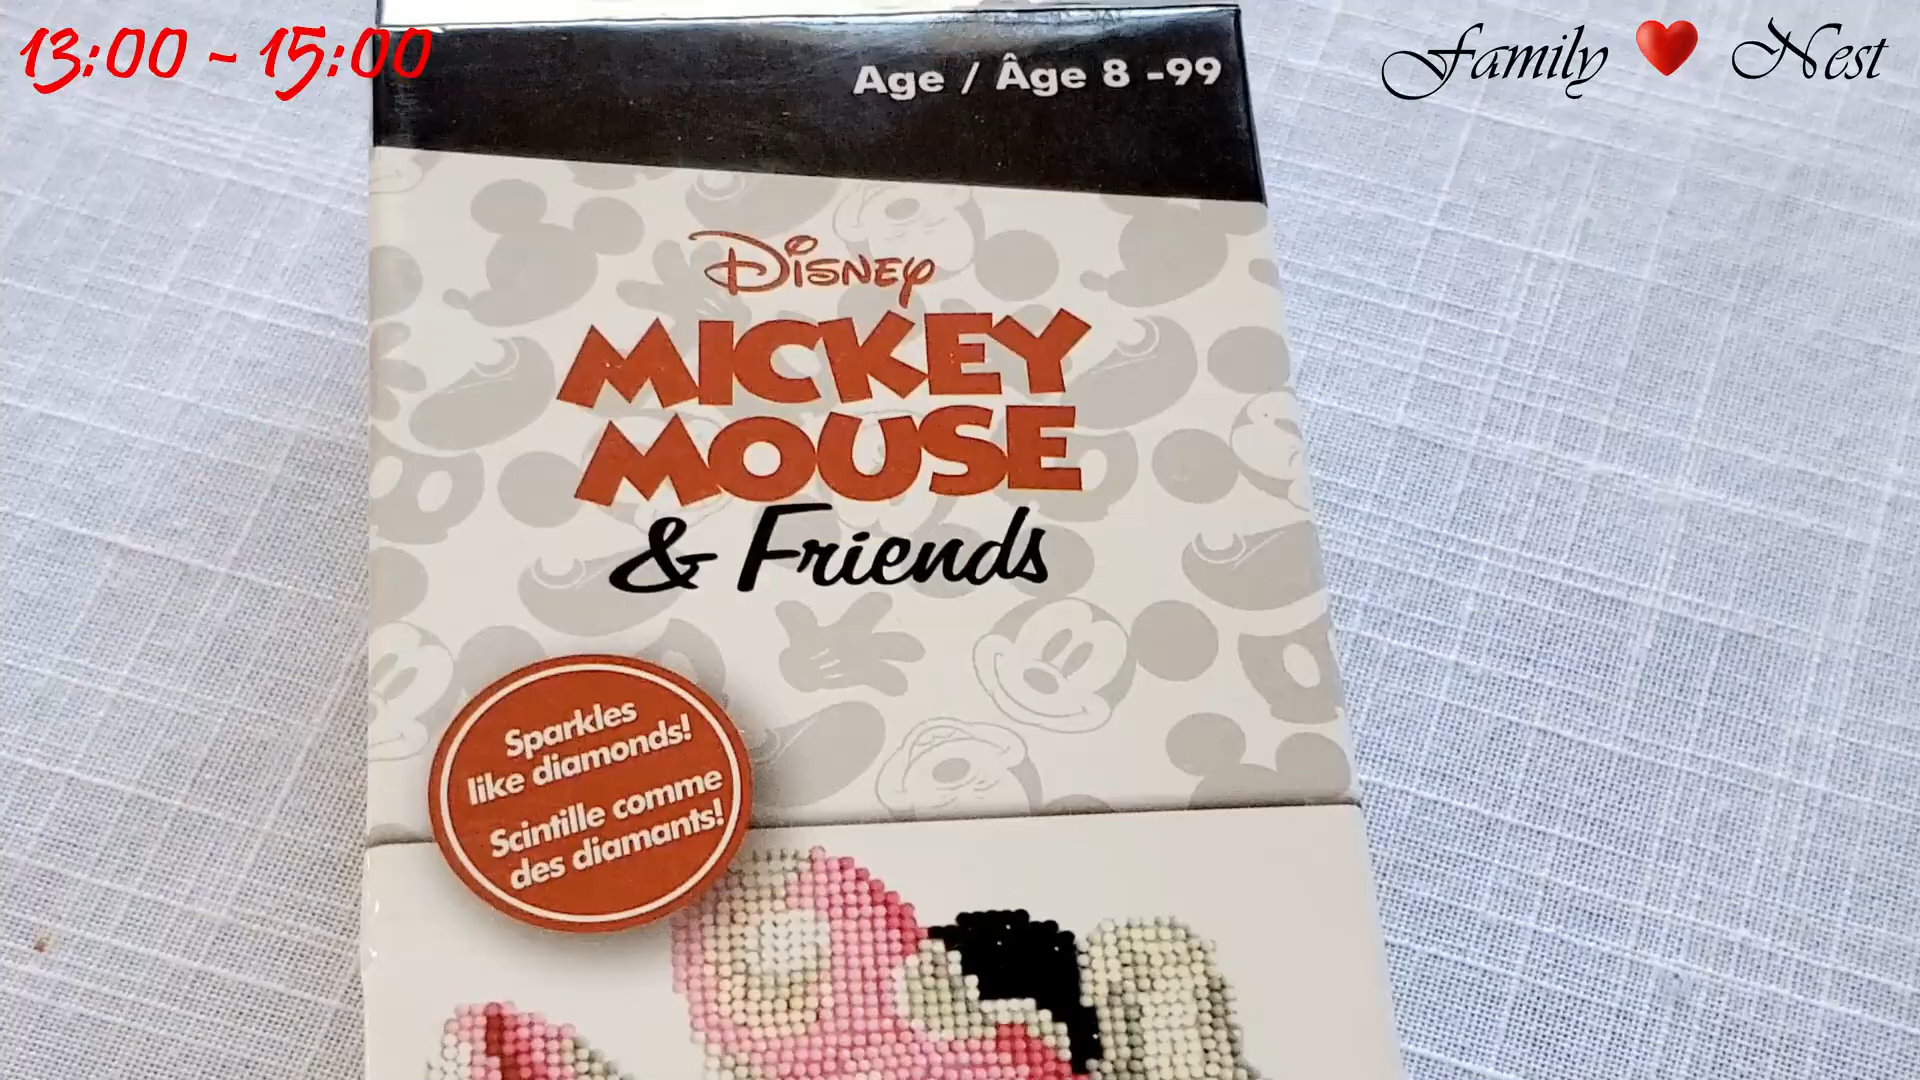 13:00 - 15:00
Family ❤ Nest
Age / Âge 8 -99
Disney
MICKEY
MOUSE
& Friends
Sparkles
like diamonds!
Scintille comme
des diamants!